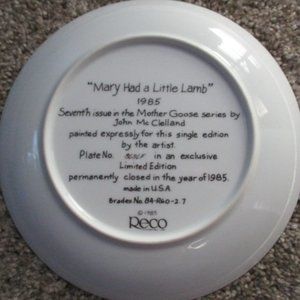 "Mary Had a Little Lamb"
1985
Seventh issue in the Mother Goose series by
John McClelland
painted expressly for this single edition
by the artist.
Plate No. in an exclusive
Limited Edition
permanently closed in the year of 1985.
made in U.S.A
Bradex No. 84-R60-2.7
© 1985
Reco